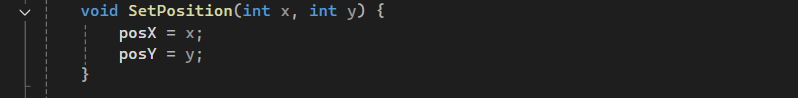 void SetPosition(int x, int y) {
    posX = x;
    posY = y;
}